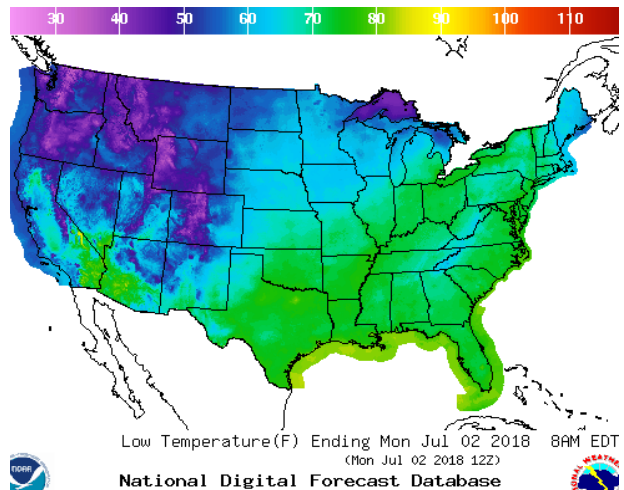 30 40 50 60 70 80 90 100 110
Low Temperature(F) Ending Mon Jul 02 2018 8AM EDT
(Mon Jul 02 2018 12Z)
National Digital Forecast Database
NOAA